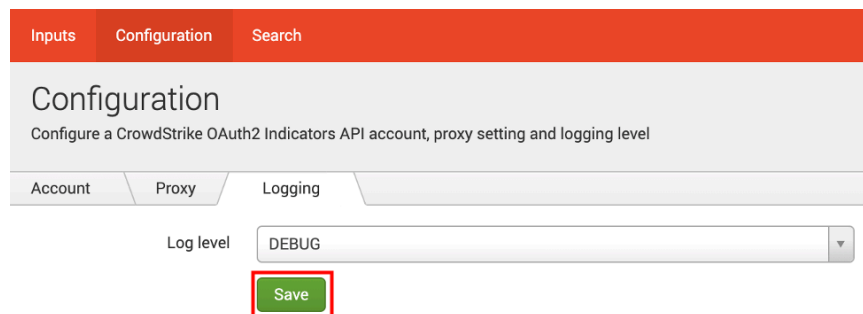 Inputs Configuration Search
Configuration
Configure a CrowdStrike OAuth2 Indicators API account, proxy setting and logging level
Account Proxy Logging
Log level DEBUG
Save